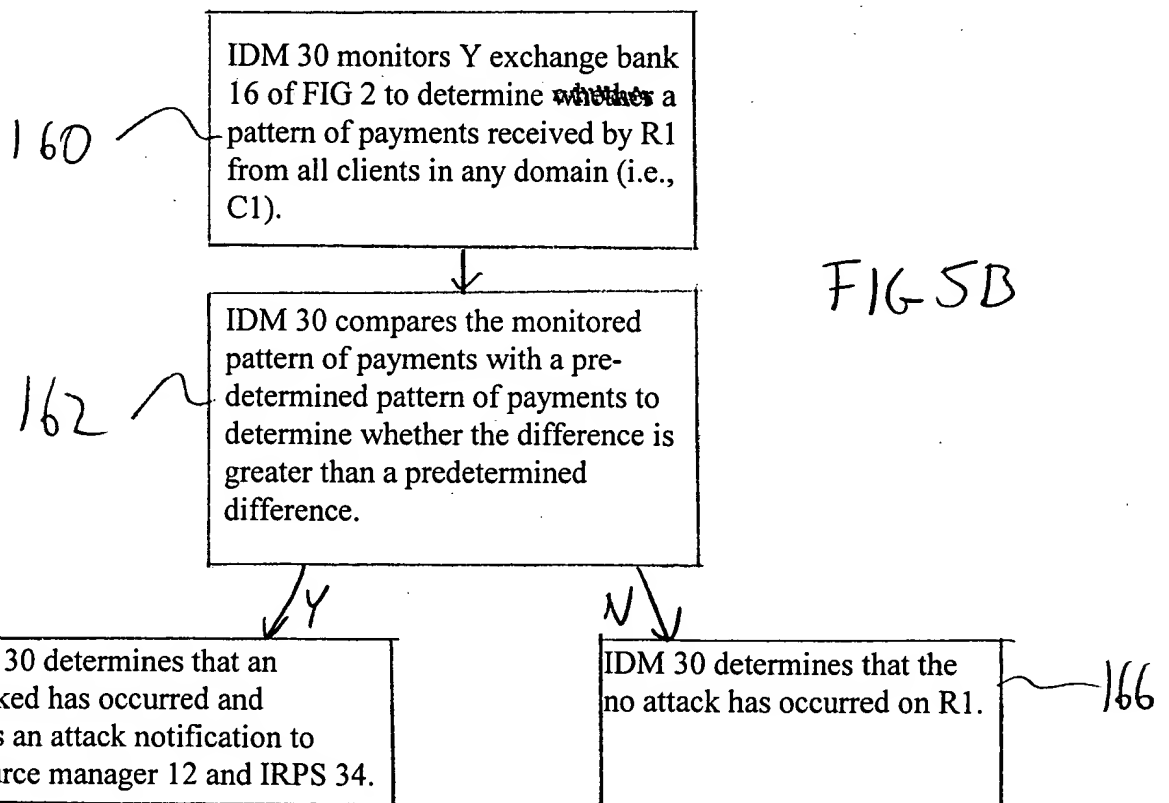 IDM 30 monitors Y exchange bank
16 of FIG 2 to determine whether a
pattern of payments received by R1
from all clients in any domain (i.e.,
C1).
160
FIG 5B
IDM 30 compares the monitored
pattern of payments with a pre-
determined pattern of payments to
determine whether the difference is
greater than a predetermined
difference.
162
Y
N
30 determines that an
ked has occurred and
s an attack notification to
urce manager 12 and IRPS 34.
IDM 30 determines that the
no attack has occurred on R1.
166